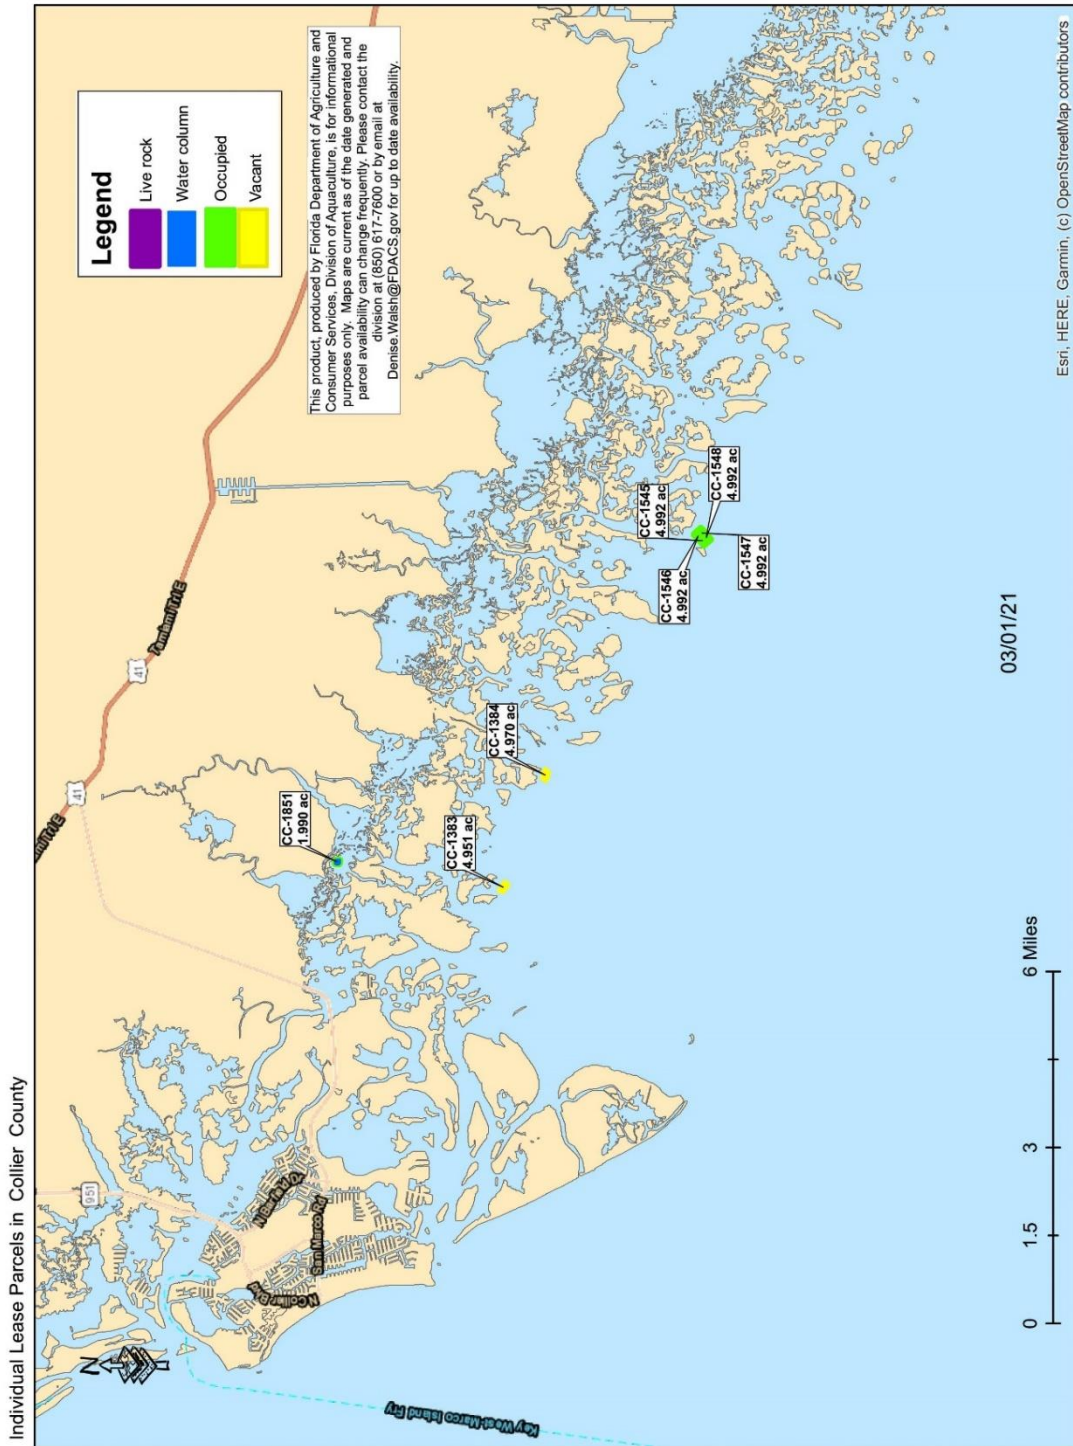 Individual Lease Parcels in Collier County
N
951
N Collier Blvd
San Marco Rd
N Barfield Dr
Key West-Marco Island Fry
ami Trl E
41
41
Tamiami Trl E
CC-1851
1.990 ac
CC-1383
4.951 ac
CC-1384
4.970 ac
CC-1546
4.992 ac
CC-1545
4.992 ac
CC-1547
4.992 ac
CC-1548
4.992 ac
Legend
Live rock
Water column
Occupied
Vacant
This product, produced by Florida Department of Agriculture and
Consumer Services, Division of Aquaculture, is for informational
purposes only. Maps are current as of the date generated and
parcel availability can change frequently. Please contact the
division at (850) 617-7600 or by email at
Denise.Walsh@FDACS.gov for up to date availability.
0 1.5 3 6 Miles
03/01/21
Esri, HERE, Garmin, (c) OpenStreetMap contributors